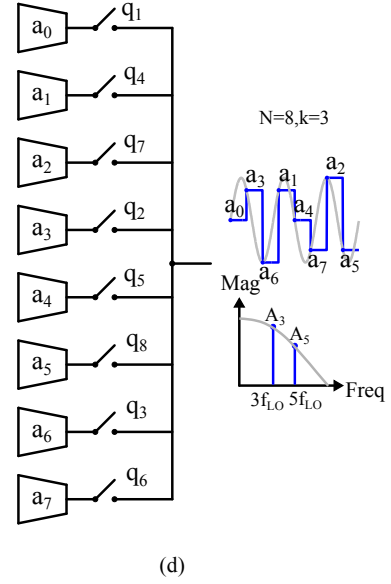 a0 q1
a1 q4
a2 q7
a3 q2
a4 q5
a5 q8
a6 q3
a7 q6
N=8,k=3
a0 a3 a6 a1 a4 a7 a2 a5
Mag
A3 A5
Freq
3fLO 5fLO
(d)